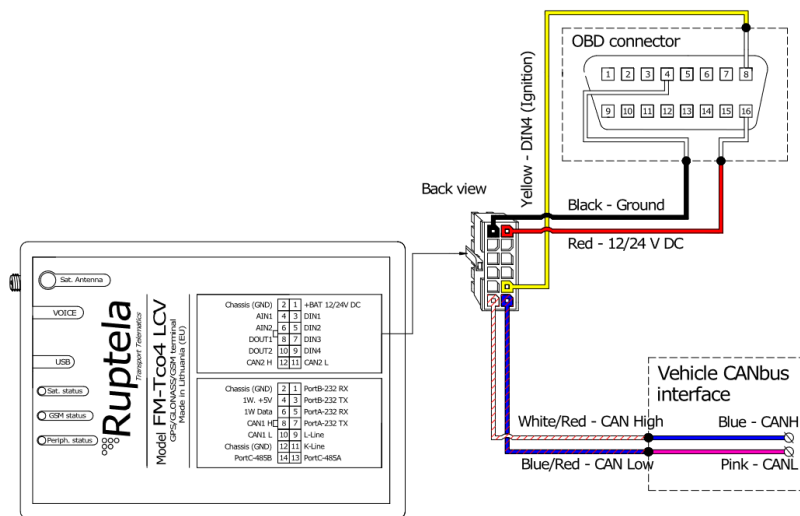 OBD connector
1 2 3 4 5 6 7 8
9 10 11 12 13 14 15 16
Yellow - DIN4 (Ignition)
Back view
Black - Ground
Red - 12/24 V DC
Sat. Antenna
VOICE
USB
Sat. status
GSM status
Periph. status
Ruptela
Transport Telematics
Model FM-Tco4 LCV
GPS/GLONASS/GSM terminal
Made in Lithuania (EU)
Chassis (GND) 2 1 +BAT 12/24V DC
AIN1 4 3 DIN1
AIN2 6 5 DIN2
DOUT1 8 7 DIN3
DOUT2 10 9 DIN4
CAN2 H 12 11 CAN2 L
Chassis (GND) 2 1 PortB-232 RX
1W. +5V 4 3 PortB-232 TX
1W Data 6 5 PortA-232 RX
CAN1 H 8 7 PortA-232 TX
CAN1 L 10 9 L-Line
Chassis (GND) 12 11 K-Line
PortC-485B 14 13 PortC-485A
Vehicle CANbus
interface
White/Red - CAN High
Blue - CANH
Blue/Red - CAN Low
Pink - CANL